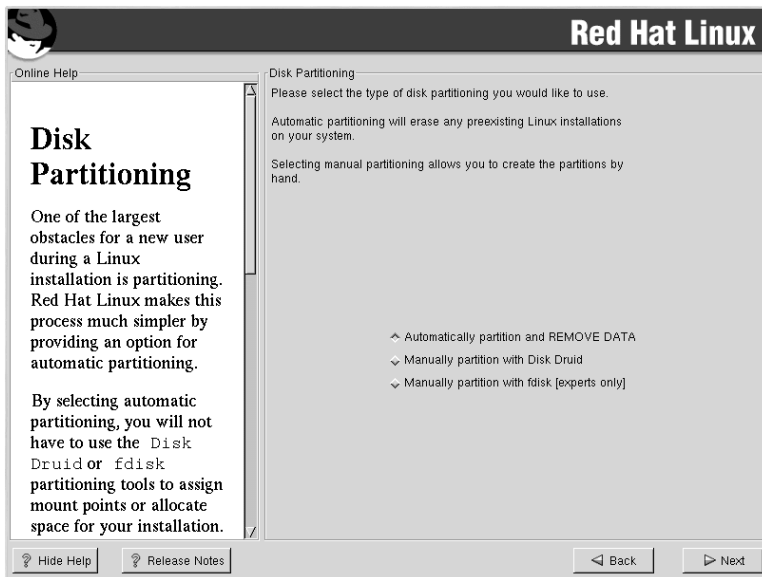 Red Hat Linux
Online Help
Disk
Partitioning
One of the largest
obstacles for a new user
during a Linux
installation is partitioning.
Red Hat Linux makes this
process much simpler by
providing an option for
automatic partitioning.
By selecting automatic
partitioning, you will not
have to use the Disk
Druid or fdisk
partitioning tools to assign
mount points or allocate
space for your installation.
Disk Partitioning
Please select the type of disk partitioning you would like to use.
Automatic partitioning will erase any preexisting Linux installations
on your system.
Selecting manual partitioning allows you to create the partitions by
hand.
Automatically partition and REMOVE DATA
Manually partition with Disk Druid
Manually partition with fdisk [experts only]
? Hide Help
? Release Notes
Back
Next